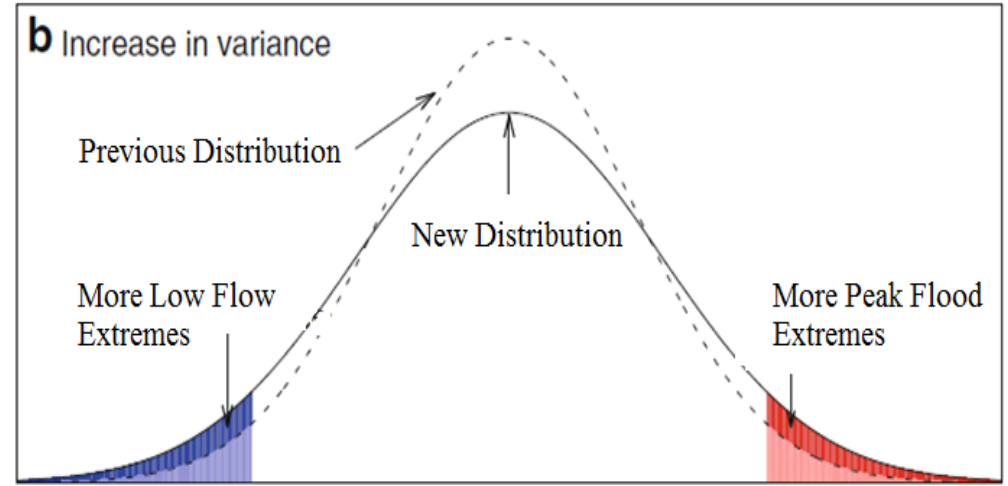 b Increase in variance
Previous Distribution
New Distribution
More Low Flow
Extremes
More Peak Flood
Extremes